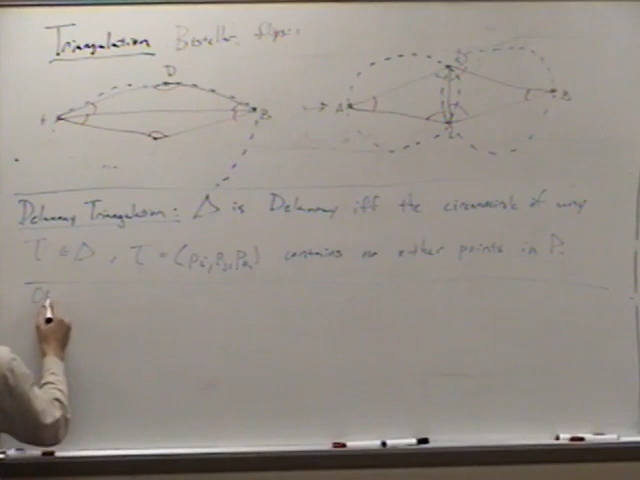 Triangulation Bistellar flips:
D
A B
A B
Delaunay Triangulation: Δ is Delaunay iff the circumcircle of any
τ ∈ Δ, τ = (Pi, Pj, Pk) contains no other points in P.